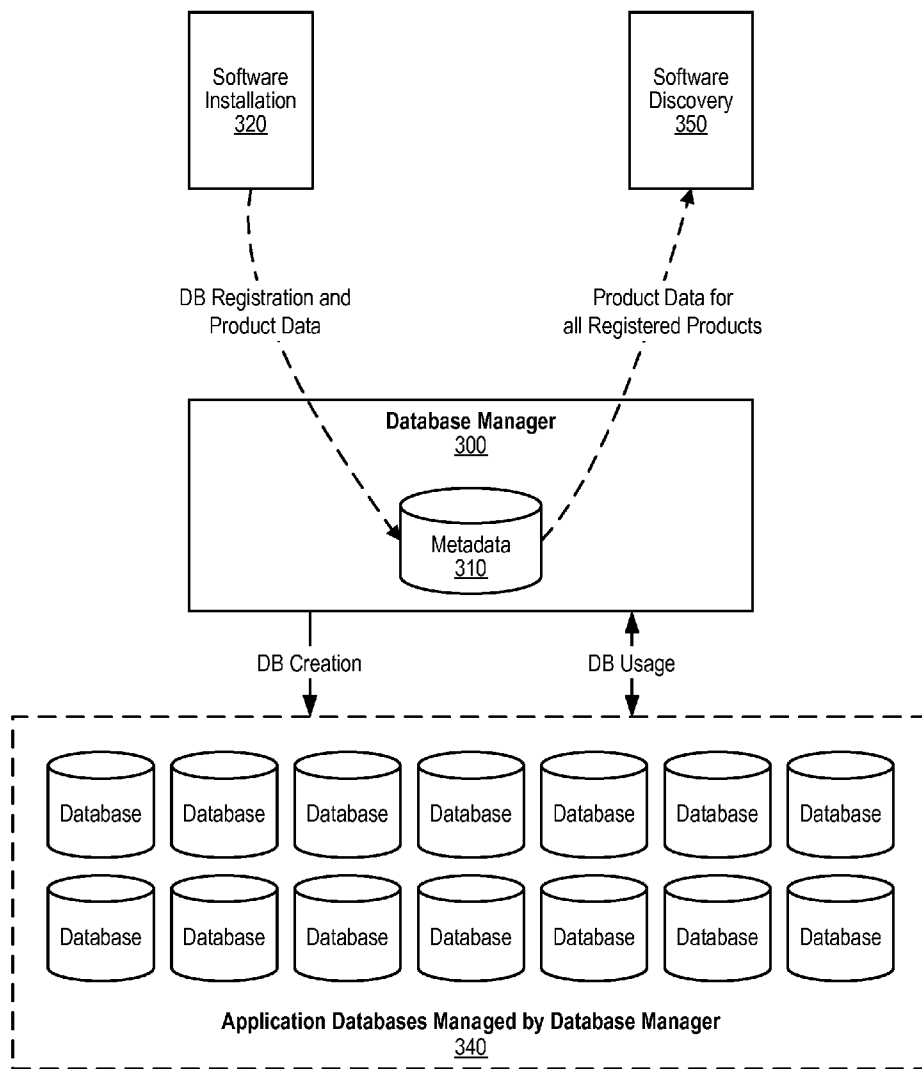 Software
Installation
320
Software
Discovery
350
DB Registration and
Product Data
Product Data for
all Registered Products
Database Manager
300
Metadata
310
DB Creation
DB Usage
Database
Database
Database
Database
Database
Database
Database
Database
Database
Database
Database
Database
Database
Database
Application Databases Managed by Database Manager
340